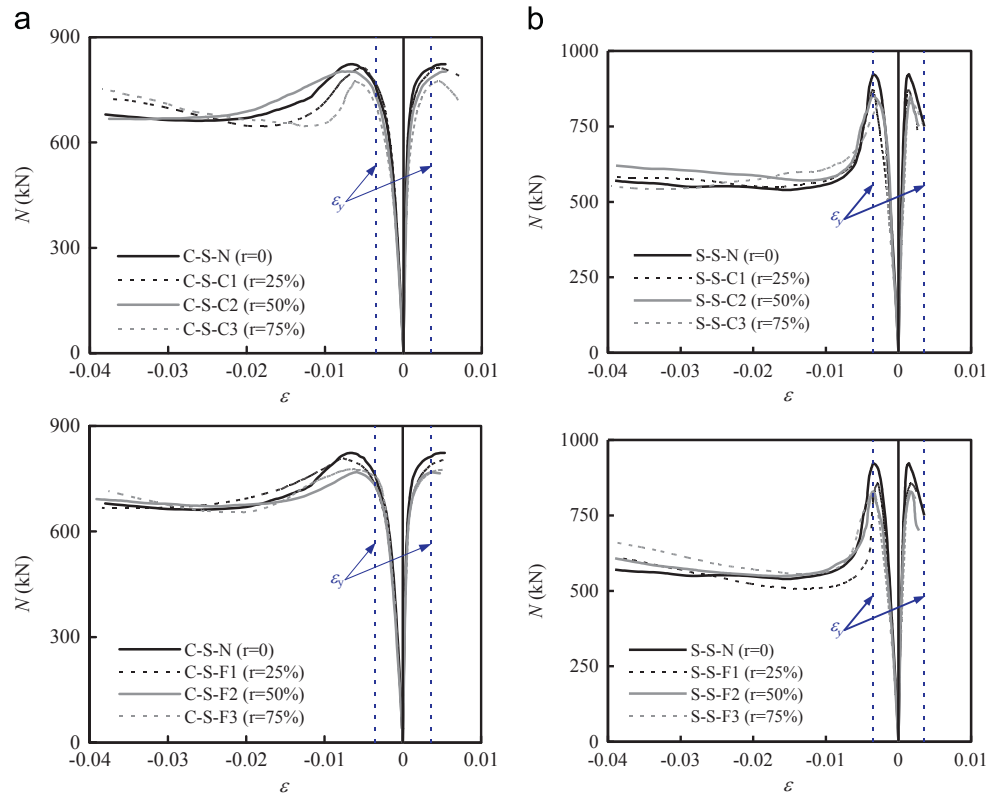 a
900
600
300
0
N (kN)
εy
C-S-N (r=0)
C-S-C1 (r=25%)
C-S-C2 (r=50%)
C-S-C3 (r=75%)
-0.04 -0.03 -0.02 -0.01 0 0.01
ε
b
1000
750
500
250
0
N (kN)
εy
S-S-N (r=0)
S-S-C1 (r=25%)
S-S-C2 (r=50%)
S-S-C3 (r=75%)
-0.04 -0.03 -0.02 -0.01 0 0.01
ε
900
600
300
0
N (kN)
εy
C-S-N (r=0)
C-S-F1 (r=25%)
C-S-F2 (r=50%)
C-S-F3 (r=75%)
-0.04 -0.03 -0.02 -0.01 0 0.01
ε
1000
750
500
250
0
N (kN)
εy
S-S-N (r=0)
S-S-F1 (r=25%)
S-S-F2 (r=50%)
S-S-F3 (r=75%)
-0.04 -0.03 -0.02 -0.01 0 0.01
ε